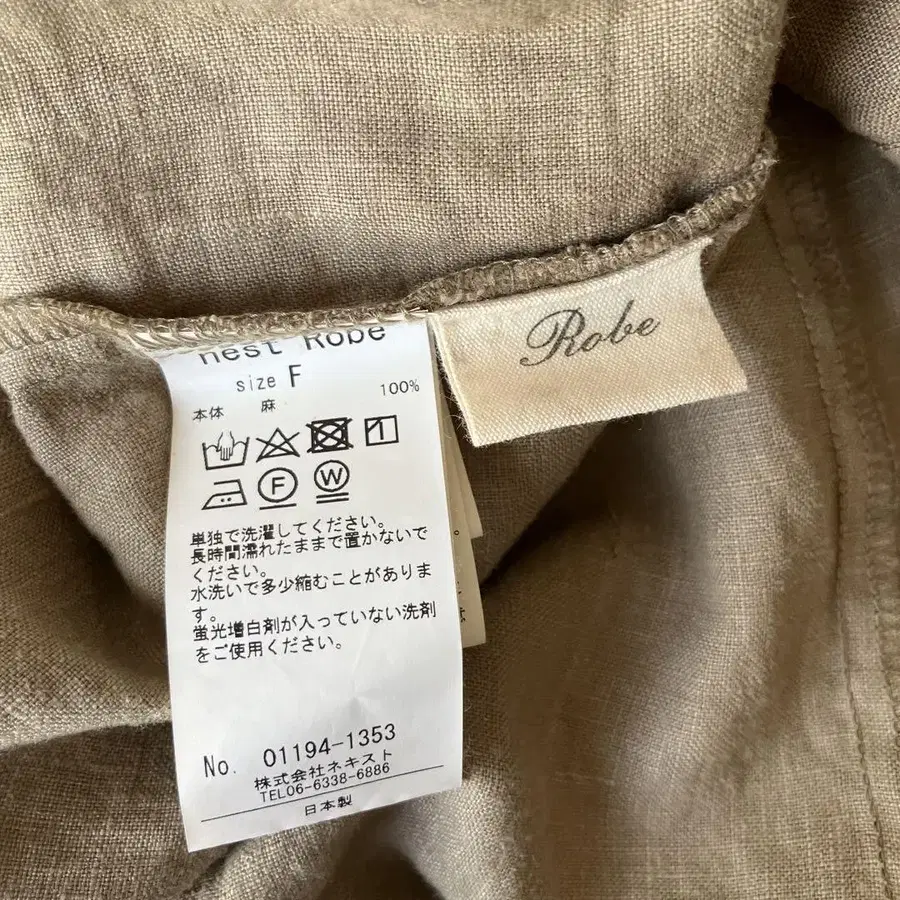 nest Robe
size F
本体 麻 100%
F W
単独で洗濯してください。
長時間濡れたままで置かないで
ください。
水洗いで多少縮むことがありま
す。
蛍光増白剤が入っていない洗剤
をご使用ください。
No. 01194-1353
株式会社ネキスト
TEL06-6338-6886
日本製
Robe